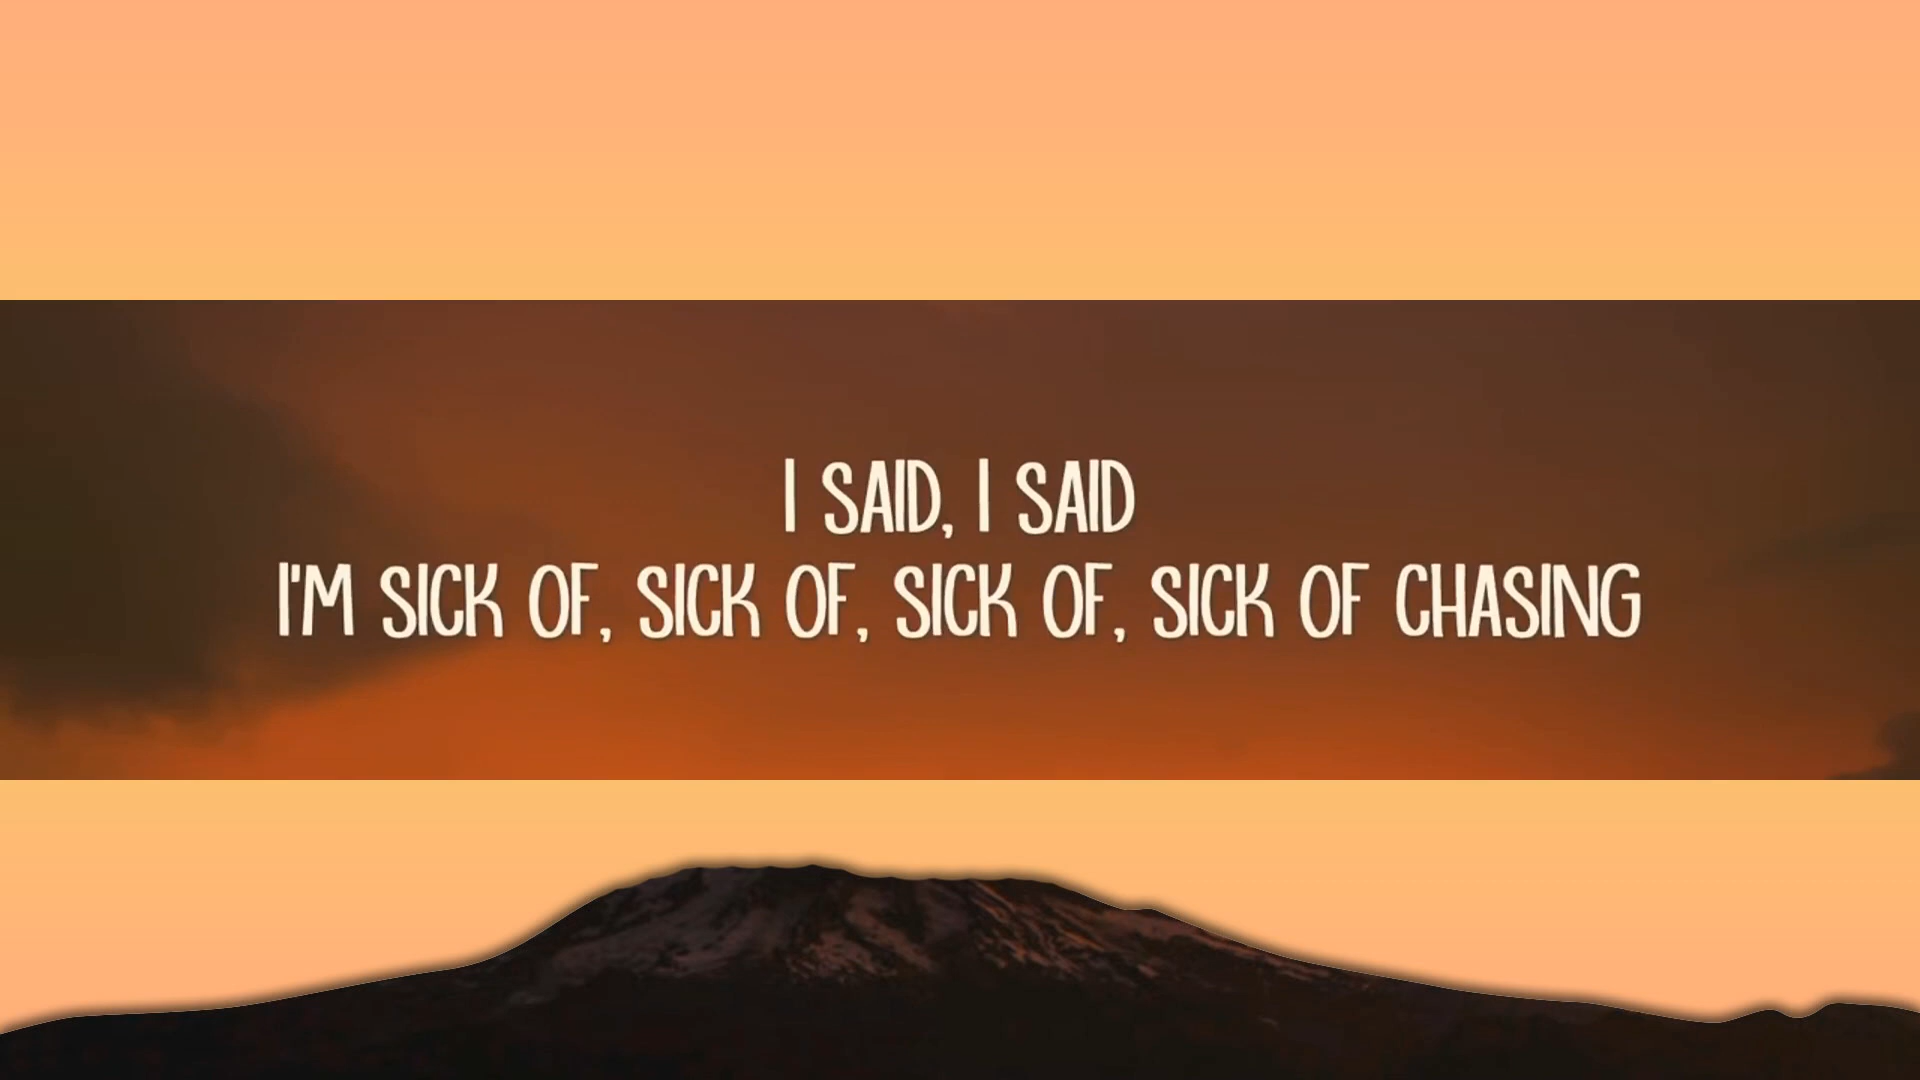 I SAID, I SAID
I'M SICK OF, SICK OF, SICK OF, SICK OF CHASING